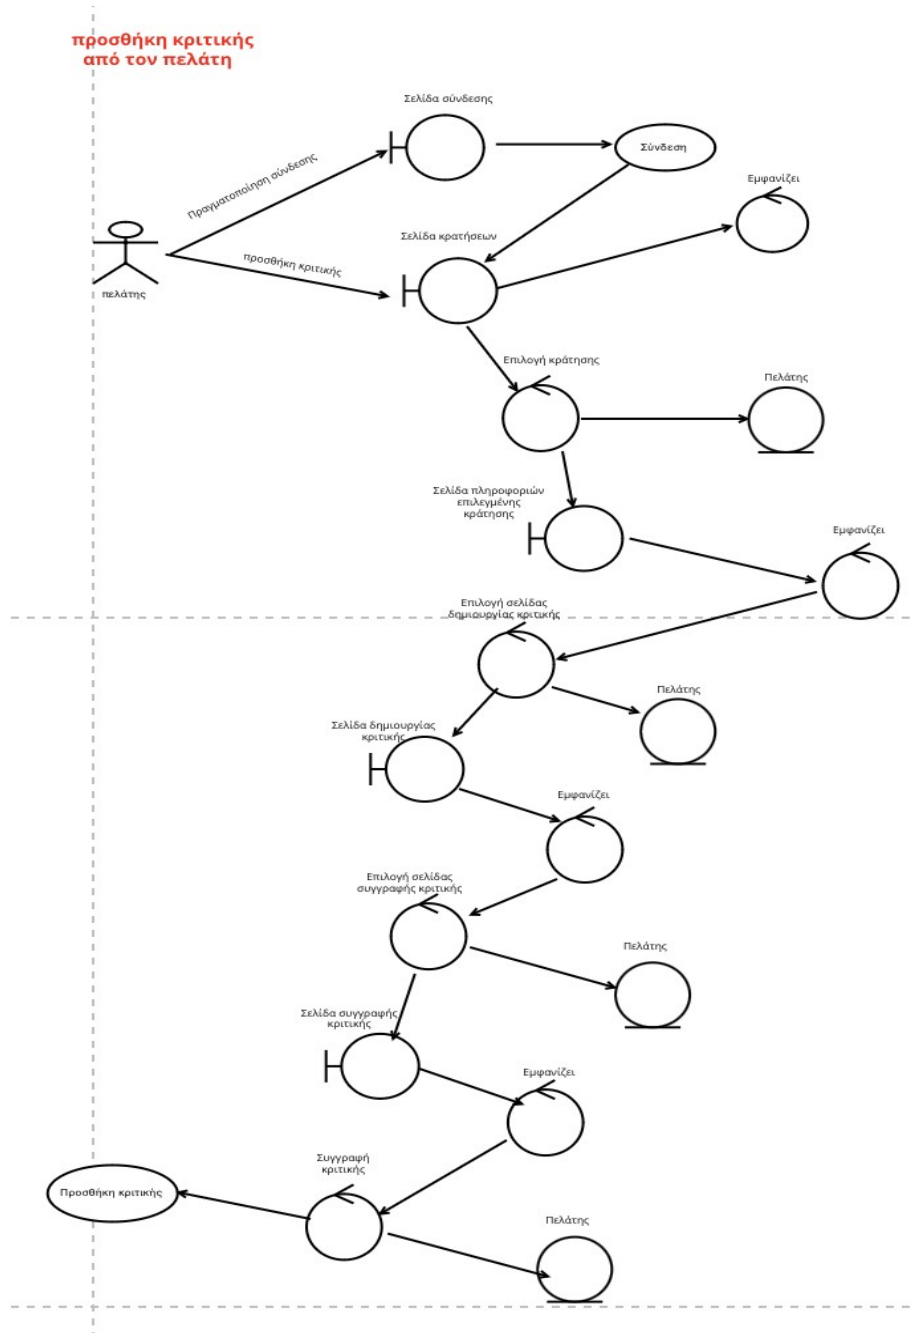 προσθήκη κριτικής
από τον πελάτη
Σελίδα σύνδεσης
Σύνδεση
Πραγματοποίηση σύνδεσης
Εμφανίζει
Σελίδα κρατήσεων
προσθήκη κριτικής
πελάτης
Επιλογή κράτησης
Πελάτης
Σελίδα πληροφοριών
επιλεγμένης
κράτησης
Εμφανίζει
Επιλογή σελίδας
δημιουργίας κριτικής
Πελάτης
Σελίδα δημιουργίας
κριτικής
Εμφανίζει
Επιλογή σελίδας
συγγραφής κριτικής
Πελάτης
Σελίδα συγγραφής
κριτικής
Εμφανίζει
Συγγραφή
κριτικής
Προσθήκη κριτικής
Πελάτης